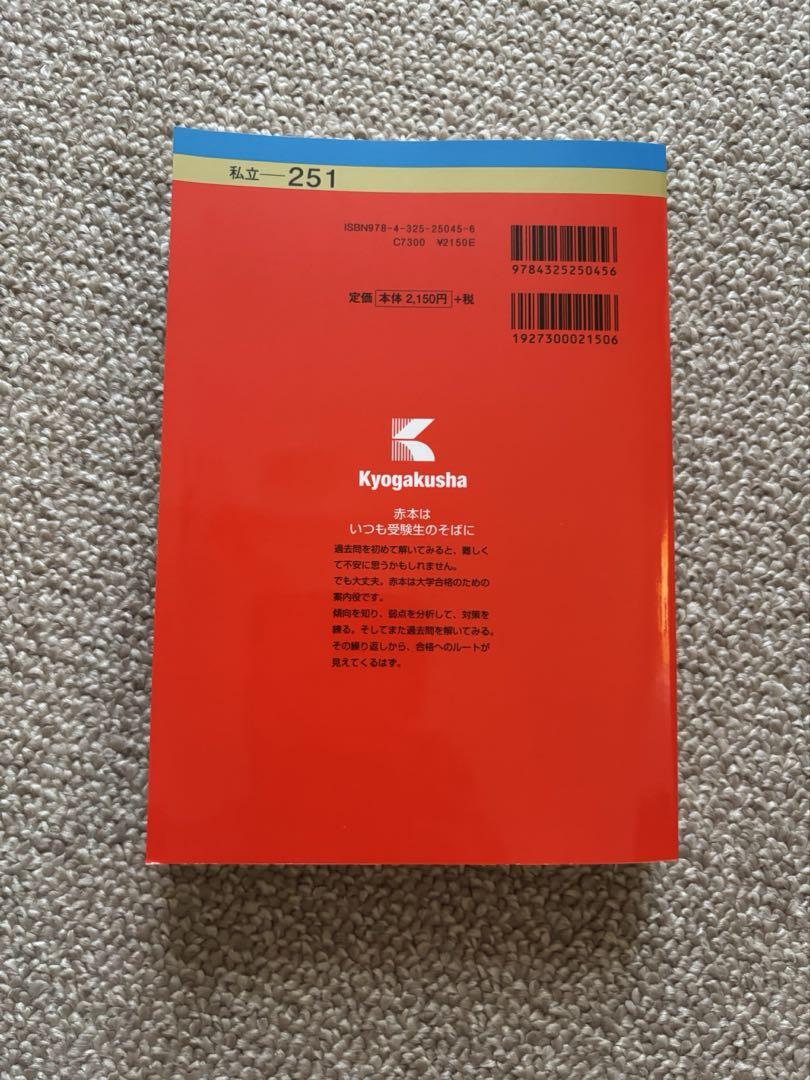 私立—251
ISBN978-4-325-25045-6
C7300 ¥2150E
9784325250456
定価 本体 2,150円 +税
1927300021506
Kyogakusha
赤本は
いつも受験生のそばに
過去問を初めて解いてみると、難しく
て不安に思うかもしれません。
でも大丈夫。赤本は大学合格のための
案内役です。
傾向を知り、弱点を分析して、対策を
練る。そしてまた過去問を解いてみる。
その繰り返しから、合格へのルートが
見えてくるはず。